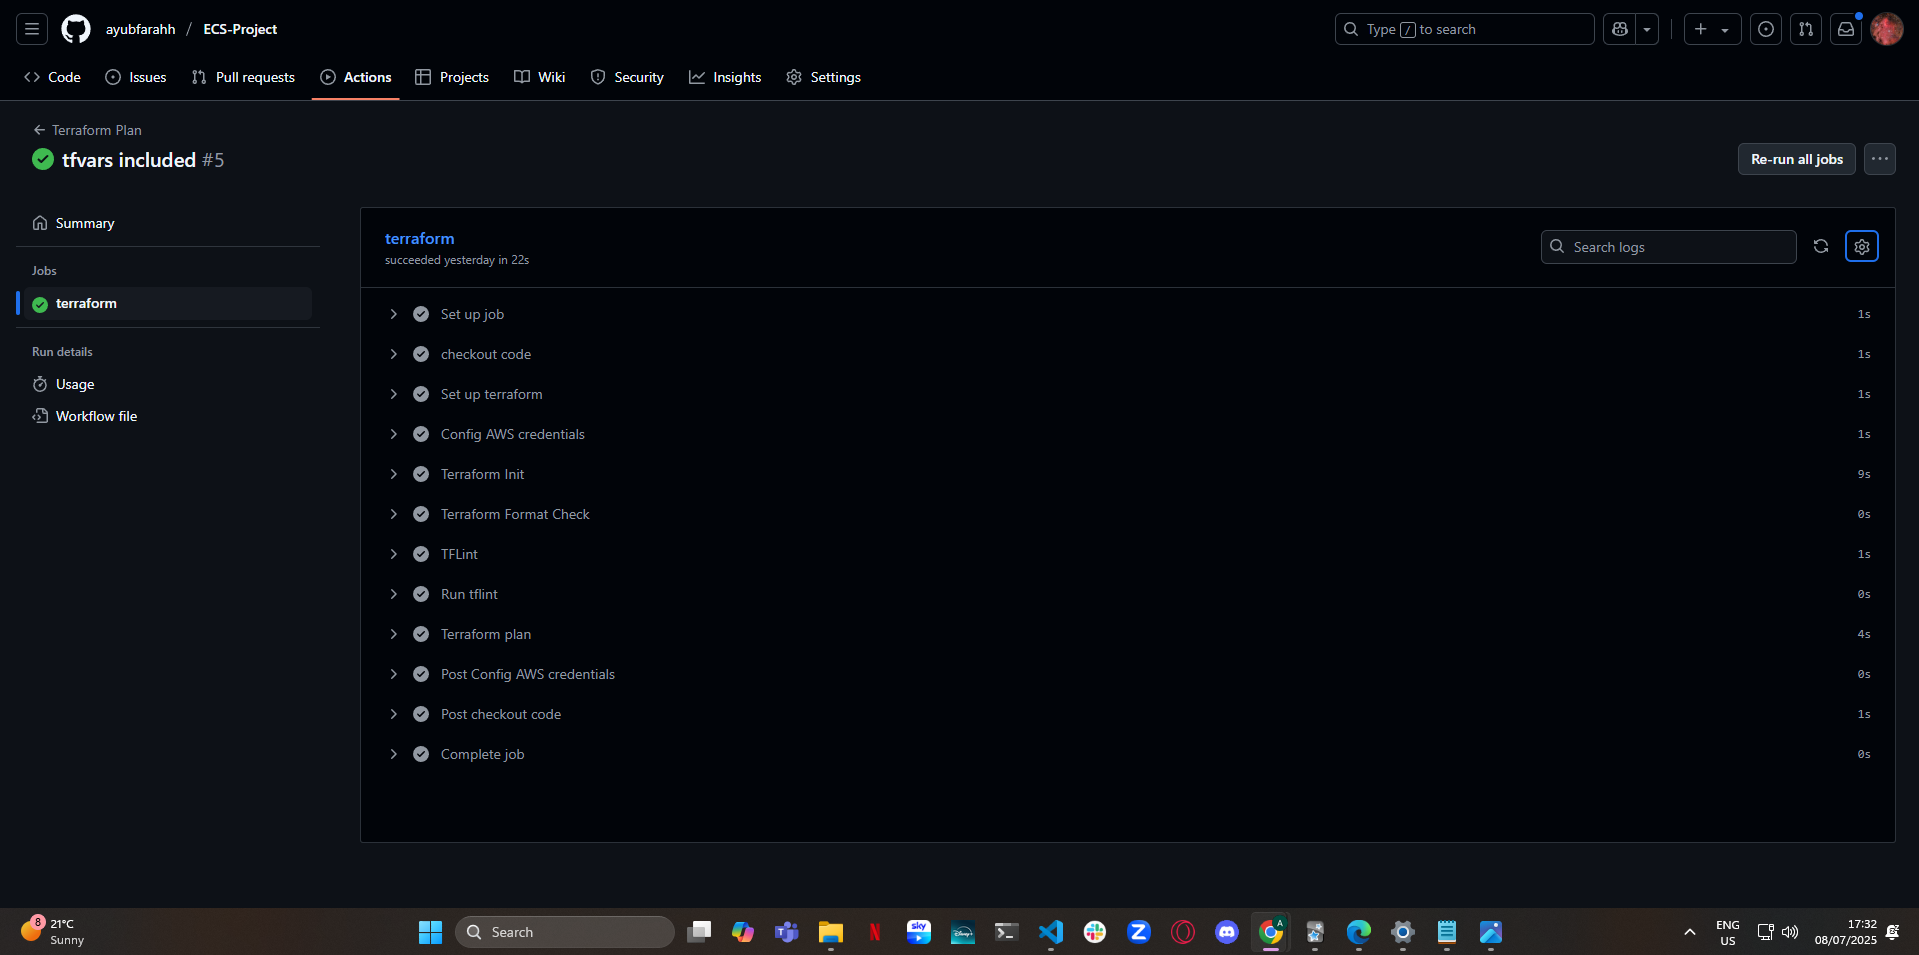 ayubfarahh / ECS-Project
Type / to search
Code
Issues
Pull requests
Actions
Projects
Wiki
Security
Insights
Settings
Terraform Plan
tfvars included #5
Re-run all jobs
Summary
Jobs
terraform
Run details
Usage
Workflow file
terraform
succeeded yesterday in 22s
Search logs
Set up job 1s
checkout code 1s
Set up terraform 1s
Config AWS credentials 1s
Terraform Init 9s
Terraform Format Check 0s
TFLint 1s
Run tflint 0s
Terraform plan 4s
Post Config AWS credentials 0s
Post checkout code 1s
Complete job 0s
8
21°C
Sunny
Search
N
sky
Disney+
Z
A
ENG
US
17:32
08/07/2025